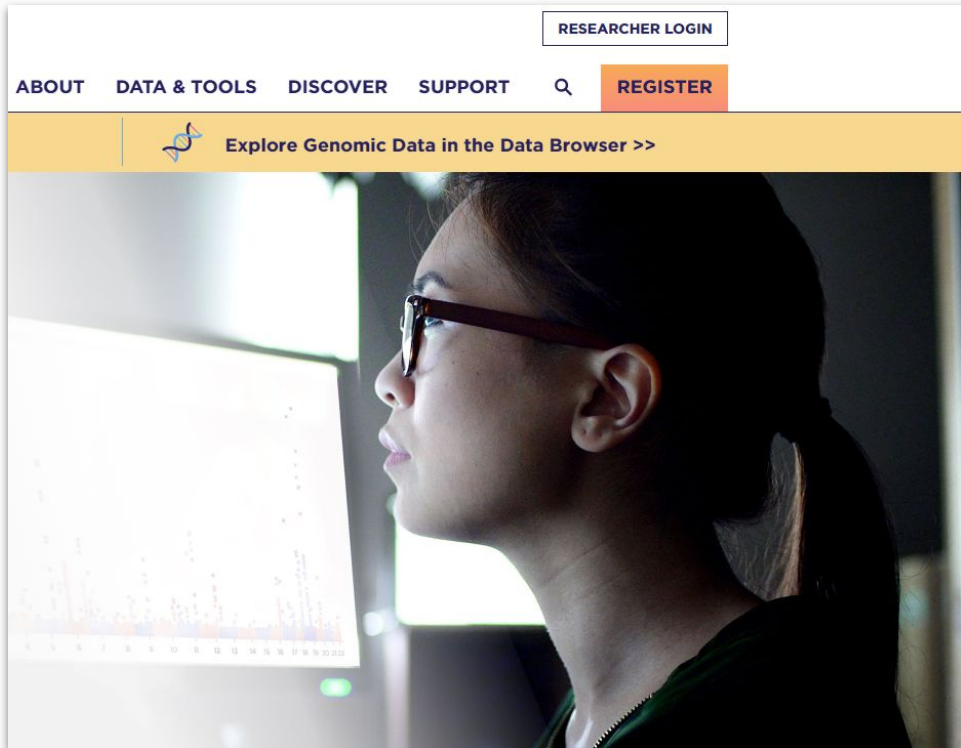 RESEARCHER LOGIN
ABOUT DATA & TOOLS DISCOVER SUPPORT REGISTER
Explore Genomic Data in the Data Browser >>